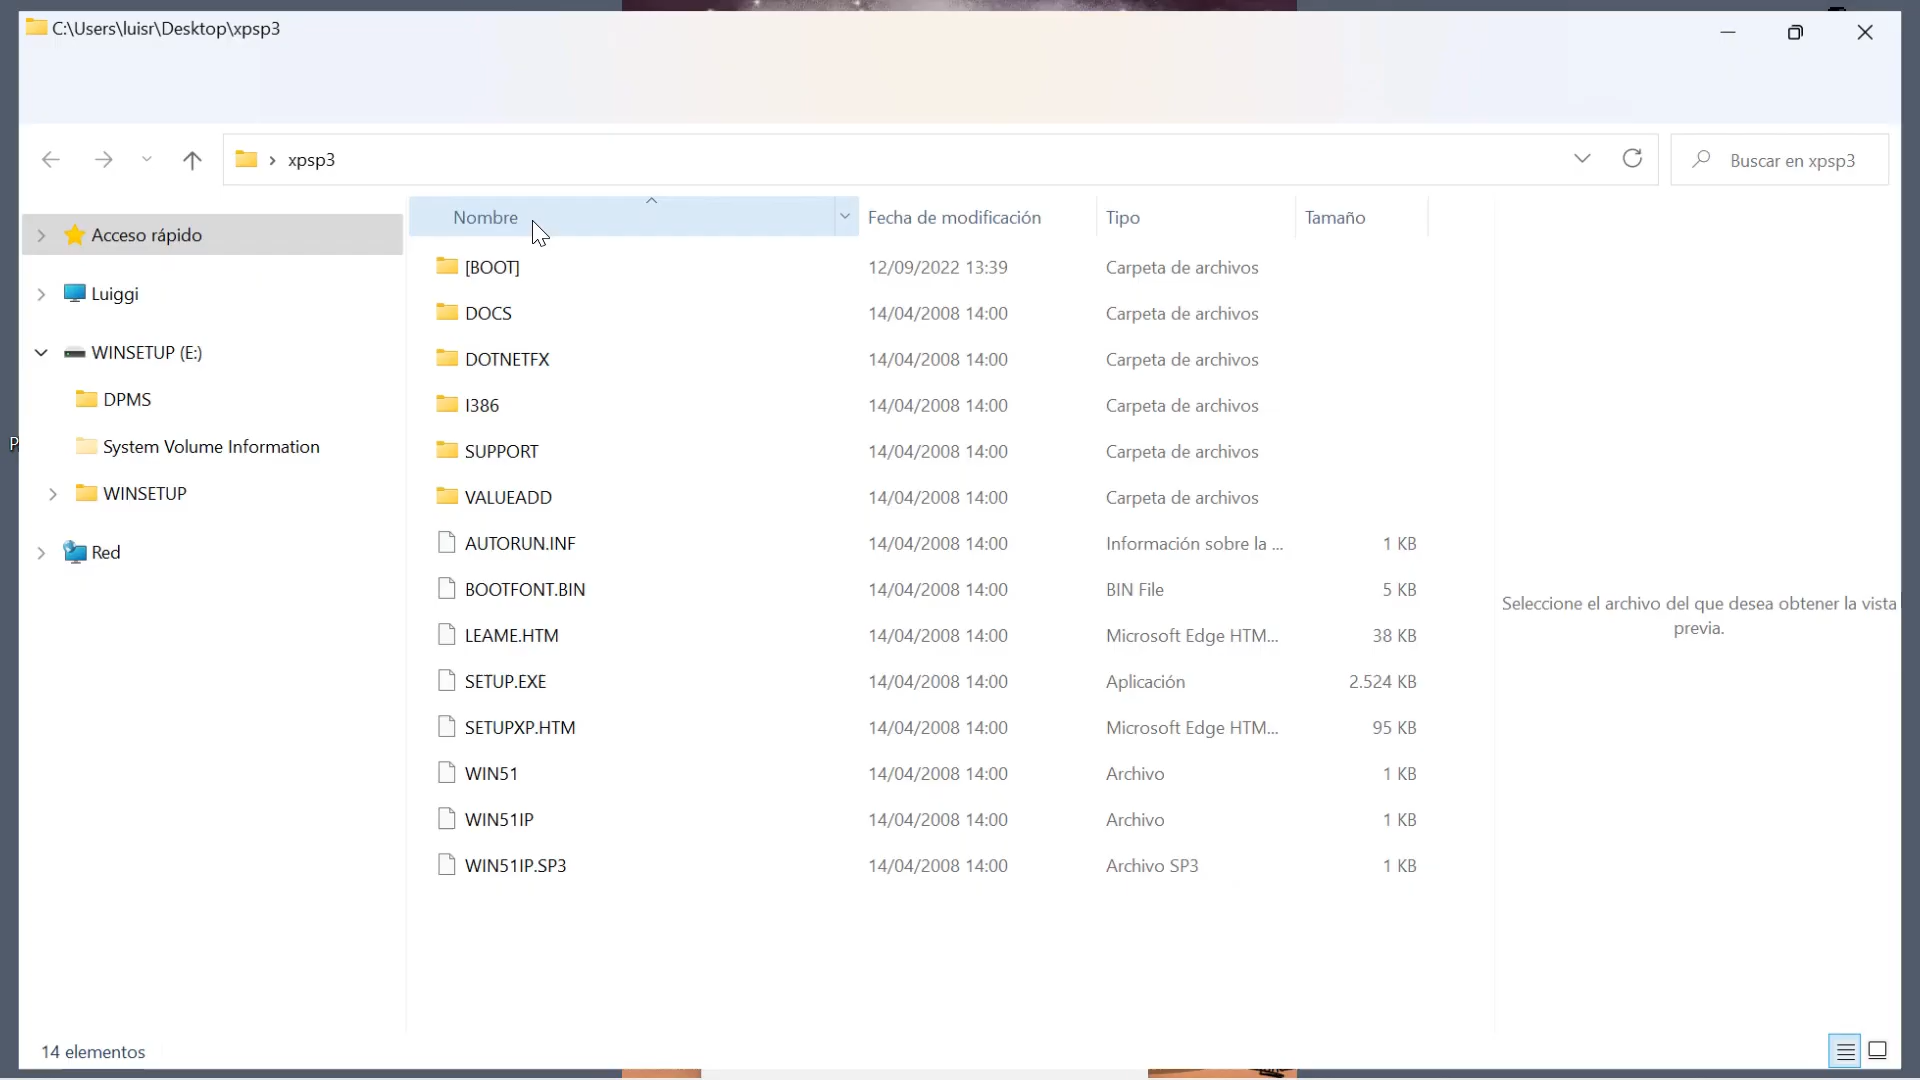 C:\Users\luisr\Desktop\xpsp3
xpsp3
Buscar en xpsp3
Nombre Fecha de modificación Tipo Tamaño
Acceso rápido
Luiggi
WINSETUP (E:)
DPMS
System Volume Information
WINSETUP
Red
[BOOT] 12/09/2022 13:39 Carpeta de archivos
DOCS 14/04/2008 14:00 Carpeta de archivos
DOTNETFX 14/04/2008 14:00 Carpeta de archivos
I386 14/04/2008 14:00 Carpeta de archivos
SUPPORT 14/04/2008 14:00 Carpeta de archivos
VALUEADD 14/04/2008 14:00 Carpeta de archivos
AUTORUN.INF 14/04/2008 14:00 Información sobre la ... 1 KB
BOOTFONT.BIN 14/04/2008 14:00 BIN File 5 KB
LEAME.HTM 14/04/2008 14:00 Microsoft Edge HTM... 38 KB
SETUP.EXE 14/04/2008 14:00 Aplicación 2.524 KB
SETUPXP.HTM 14/04/2008 14:00 Microsoft Edge HTM... 95 KB
WIN51 14/04/2008 14:00 Archivo 1 KB
WIN51IP 14/04/2008 14:00 Archivo 1 KB
WIN51IP.SP3 14/04/2008 14:00 Archivo SP3 1 KB
Seleccione el archivo del que desea obtener la vista
previa.
14 elementos